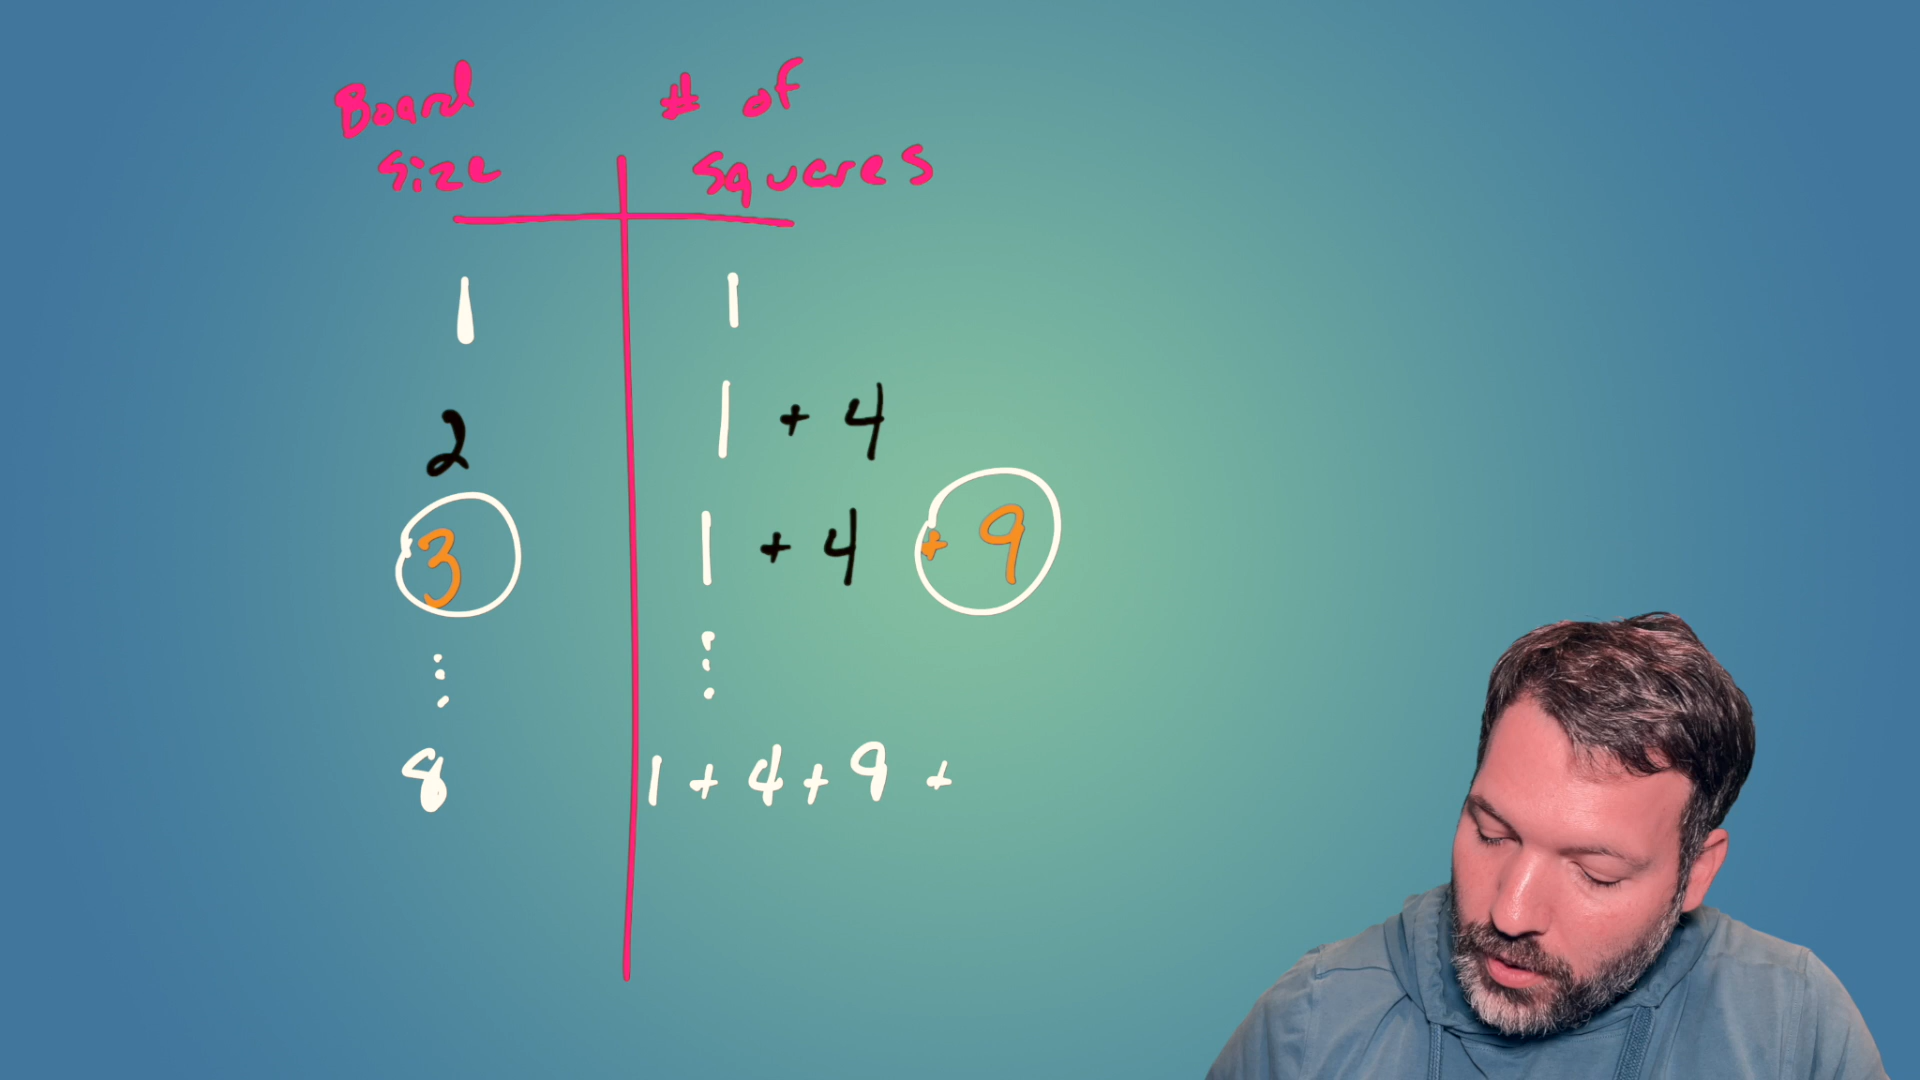 Board # of
Size Squares
1 1
2 1 + 4
3 1 + 4 + 9
⋮ ⋮
8 1 + 4 + 9 +